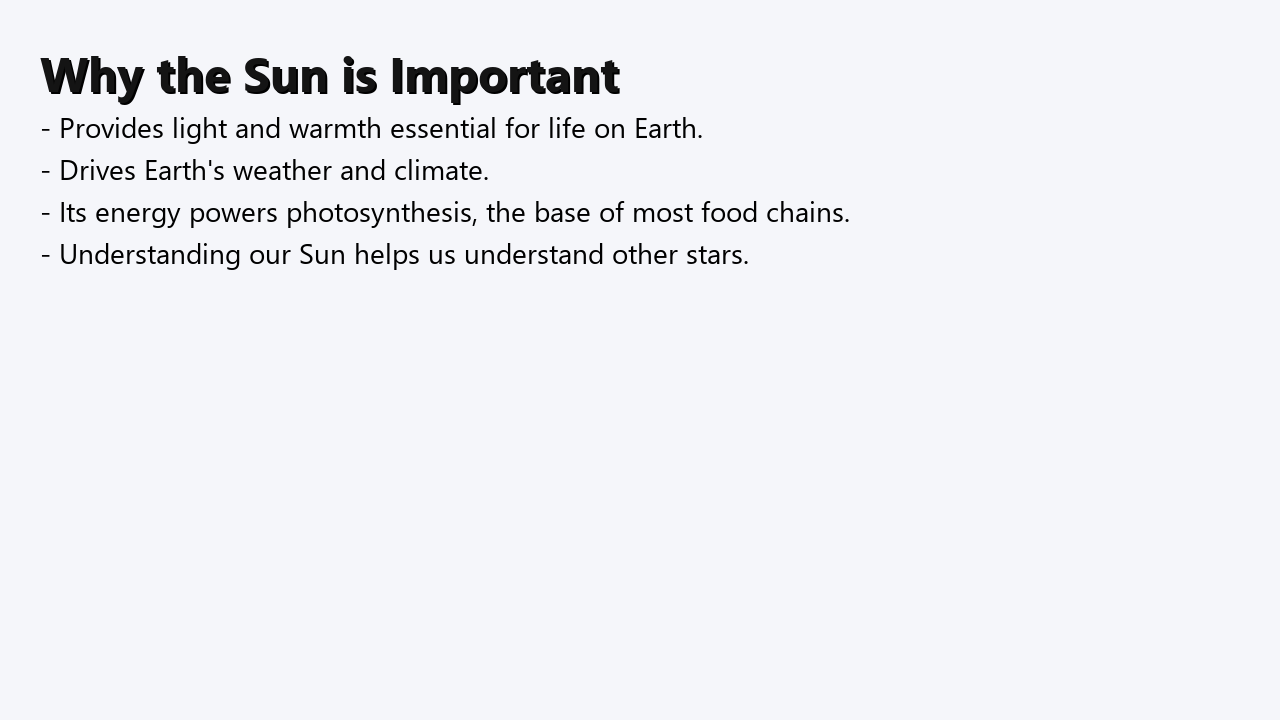 Why the Sun is Important
- Provides light and warmth essential for life on Earth.
- Drives Earth's weather and climate.
- Its energy powers photosynthesis, the base of most food chains.
- Understanding our Sun helps us understand other stars.